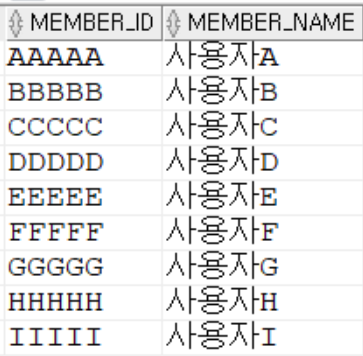 MEMBER_ID MEMBER_NAME
AAAAA 사용자A
BBBBB 사용자B
CCCCC 사용자C
DDDDD 사용자D
EEEEE 사용자E
FFFFF 사용자F
GGGGG 사용자G
HHHHH 사용자H
IIIII 사용자I